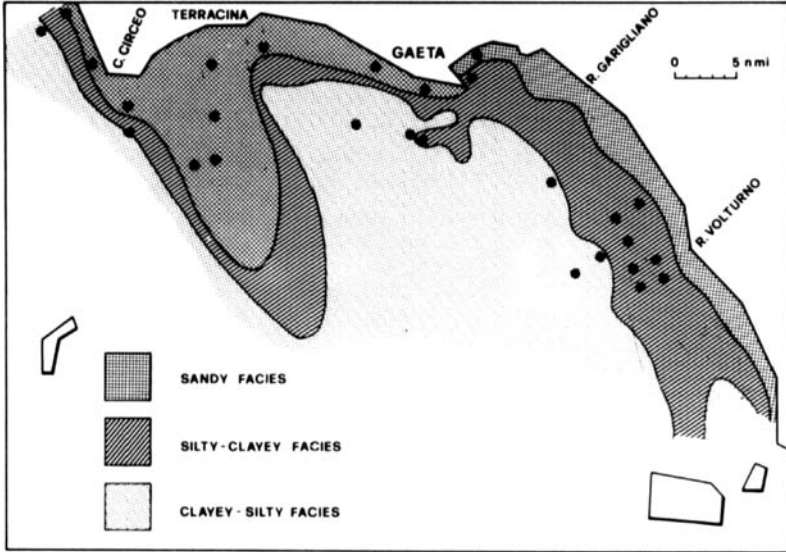 TERRACINA
C. CIRCEO
GAETA
R. GARIGLIANO
0 5 nmi
R. VOLTURNO
SANDY FACIES
SILTY-CLAYEY FACIES
CLAYEY-SILTY FACIES